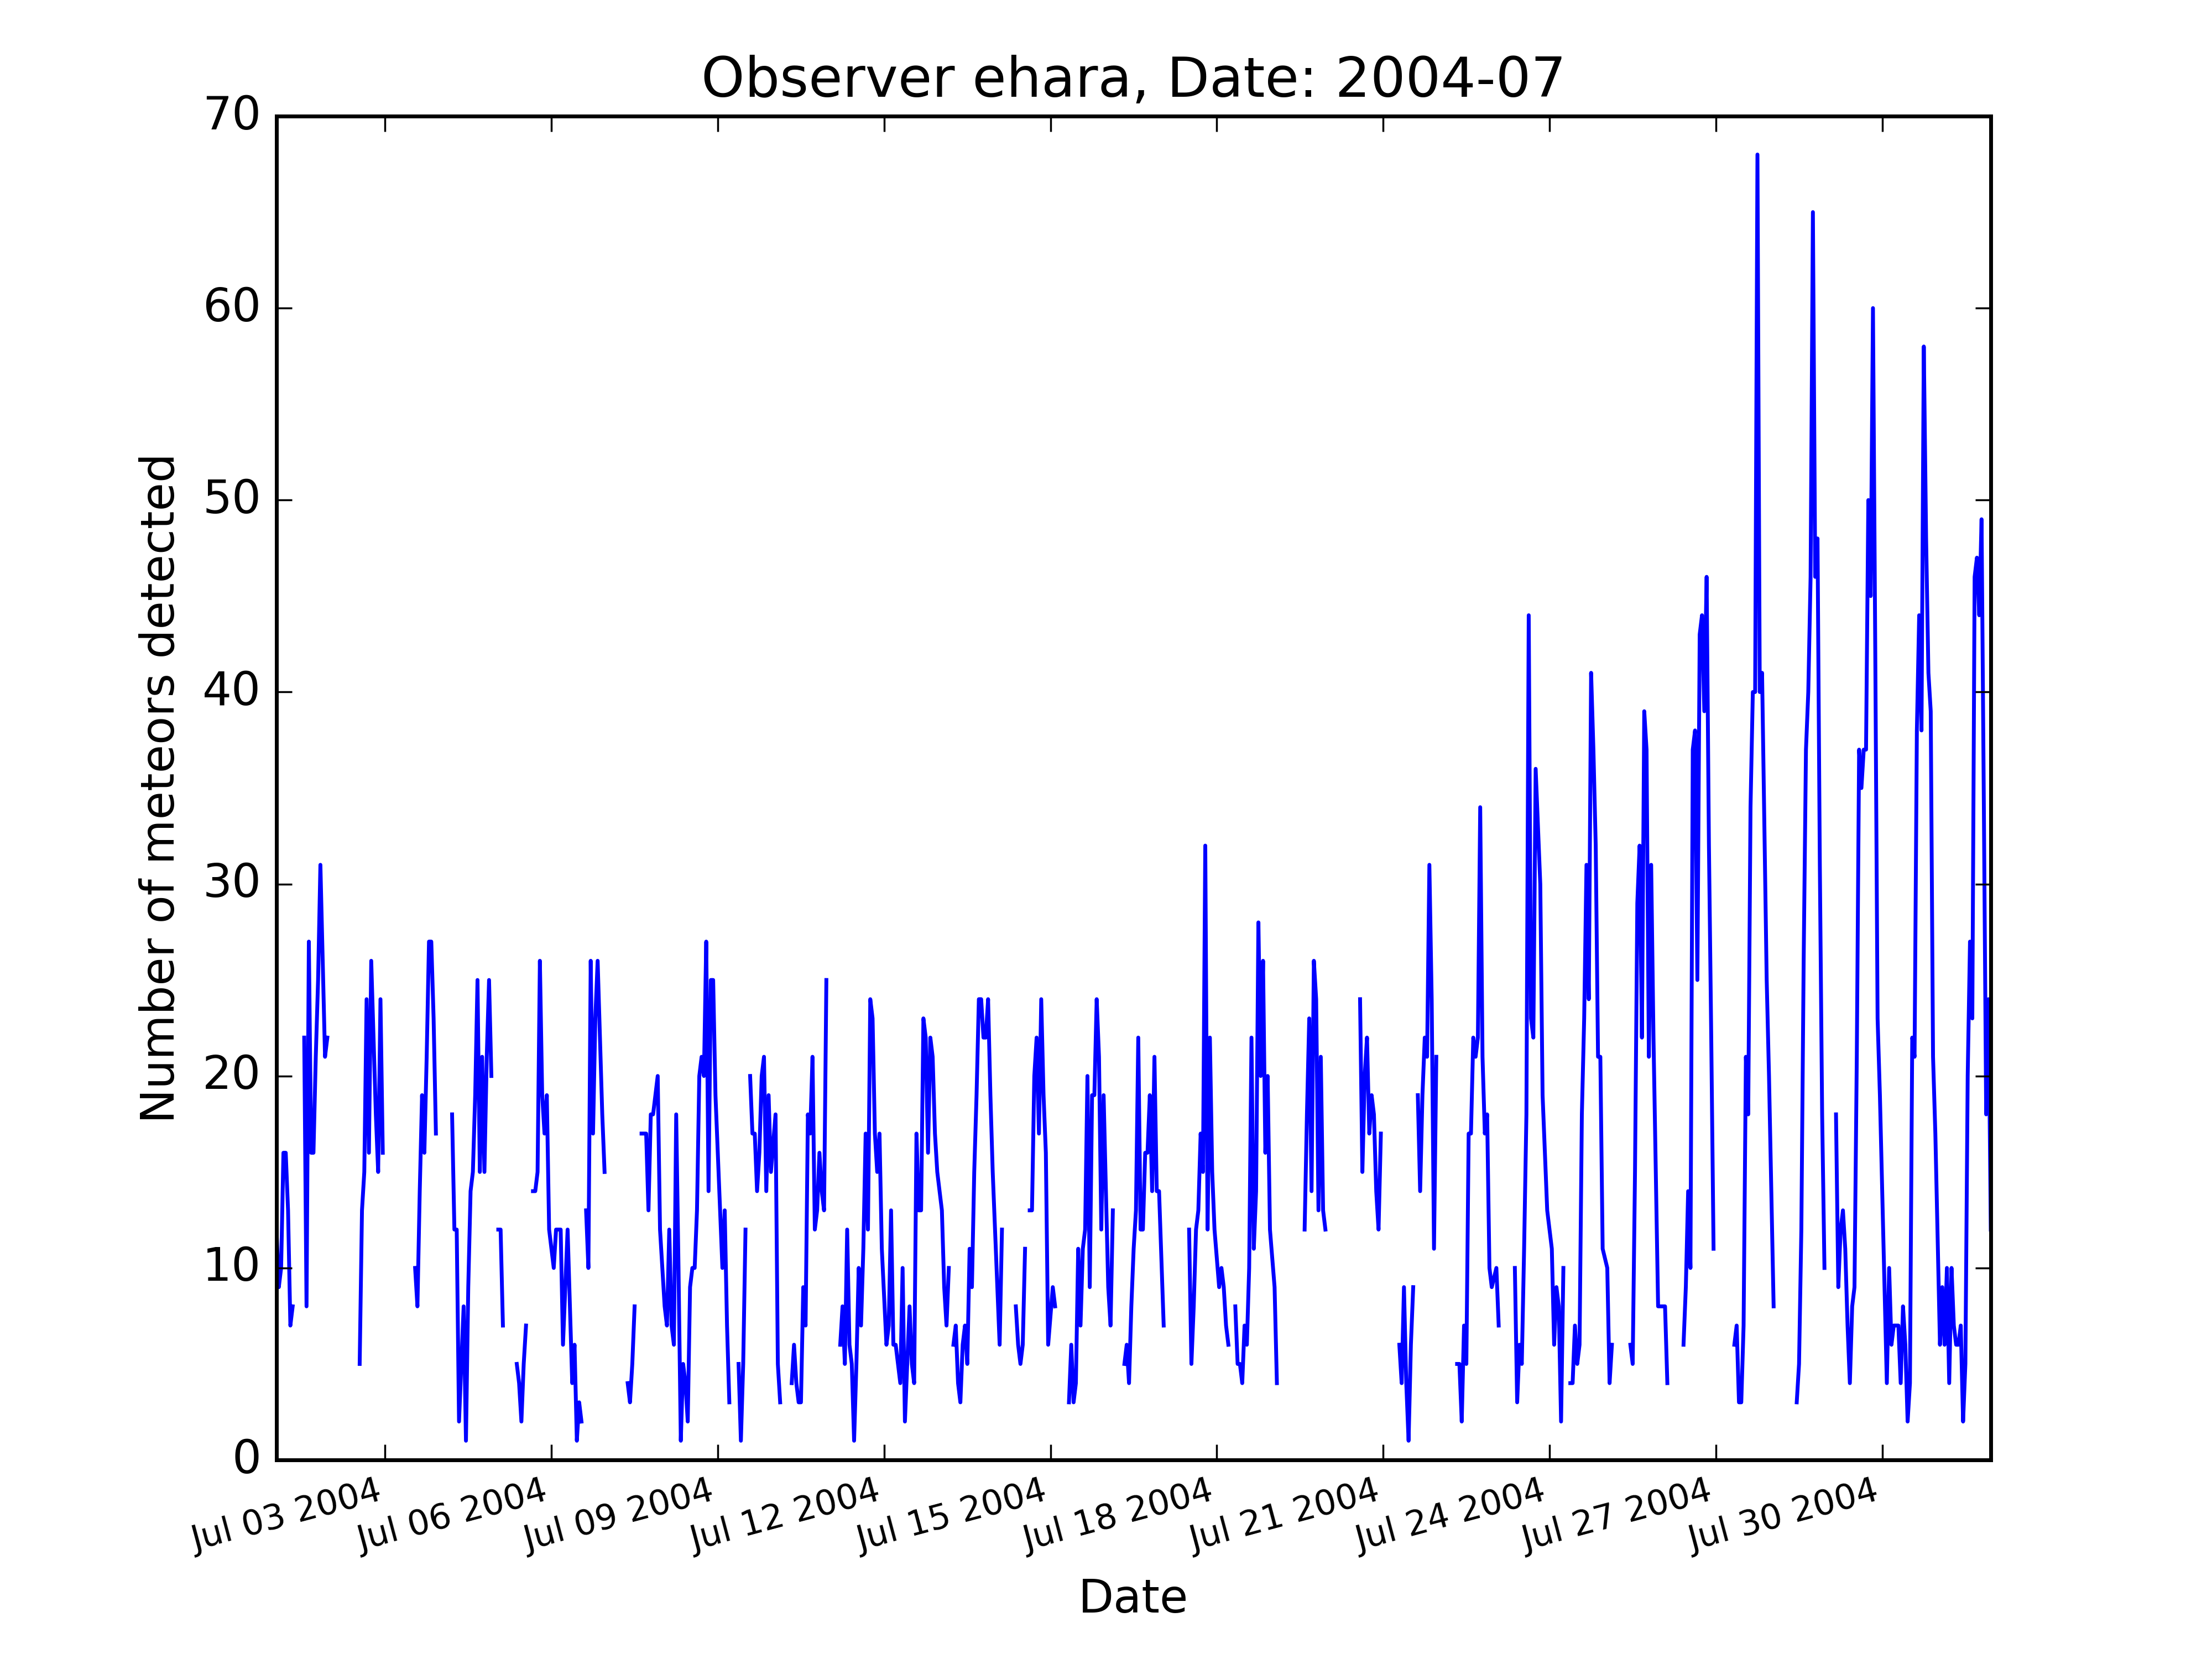 Observer ehara, Date: 2004-07
70
60
50
40
30
20
10
0
Number of meteors detected
Jul 03 2004
Jul 06 2004
Jul 09 2004
Jul 12 2004
Jul 15 2004
Jul 18 2004
Jul 21 2004
Jul 24 2004
Jul 27 2004
Jul 30 2004
Date